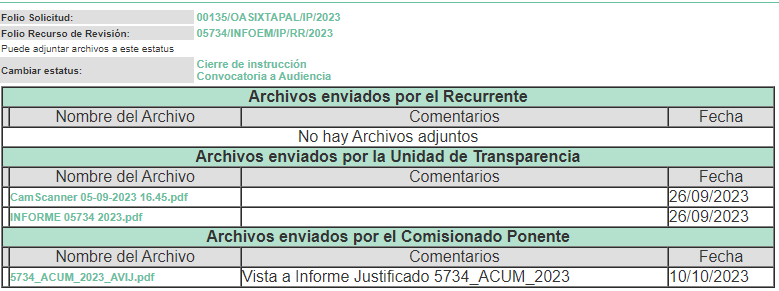 Folio Solicitud: 00135/OASIXTAPAL/IP/2023
Folio Recurso de Revisión: 05734/INFOEM/IP/RR/2023
Puede adjuntar archivos a este estatus
Cambiar estatus: Cierre de instrucción
Convocatoria a Audiencia
Archivos enviados por el Recurrente
Nombre del Archivo Comentarios Fecha
No hay Archivos adjuntos
Archivos enviados por la Unidad de Transparencia
Nombre del Archivo Comentarios Fecha
CamScanner 05-09-2023 16.45.pdf 26/09/2023
INFORME 05734 2023.pdf 26/09/2023
Archivos enviados por el Comisionado Ponente
Nombre del Archivo Comentarios Fecha
5734_ACUM_2023_AVIJ.pdf Vista a Informe Justificado 5734_ACUM_2023 10/10/2023